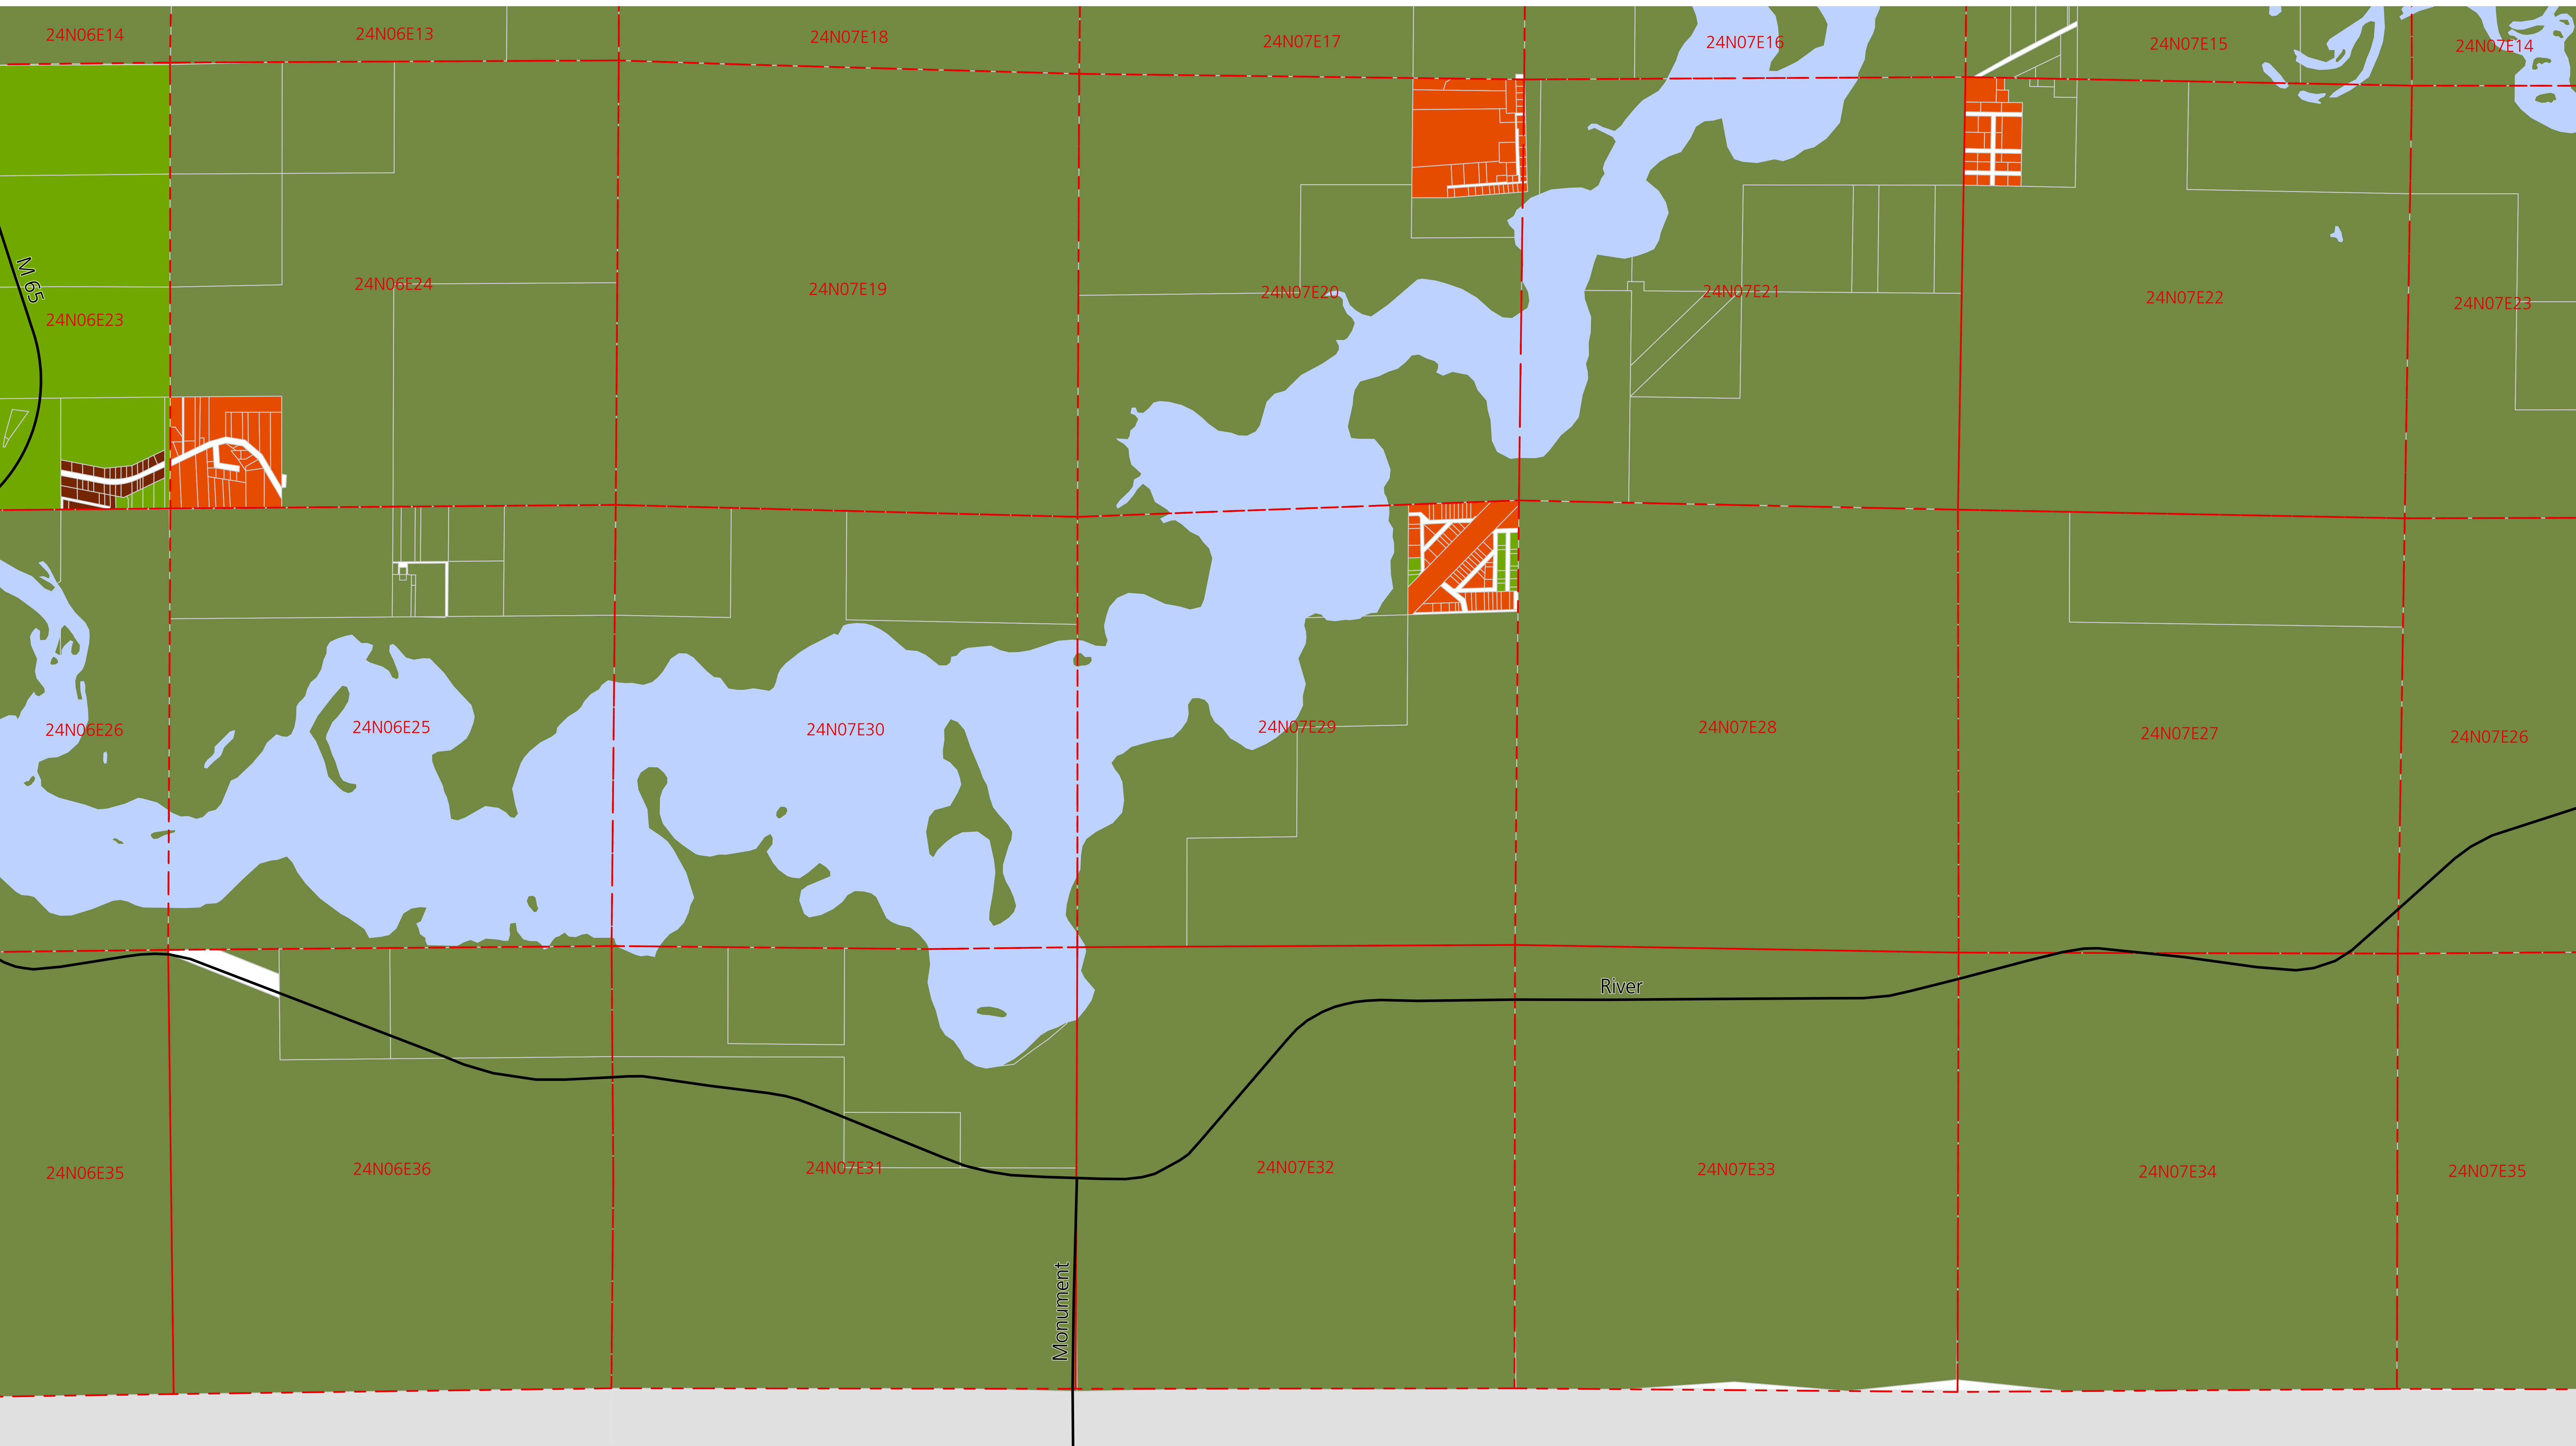 24N06E14
24N06E13
24N07E18
24N07E17
24N07E16
24N07E15
24N07E14
M 65
24N06E23
24N06E24
24N07E19
24N07E20
24N07E21
24N07E22
24N07E23
24N06E26
24N06E25
24N07E30
24N07E29
24N07E28
24N07E27
24N07E26
River
24N06E35
24N06E36
24N07E31
24N07E32
24N07E33
24N07E34
24N07E35
Monument